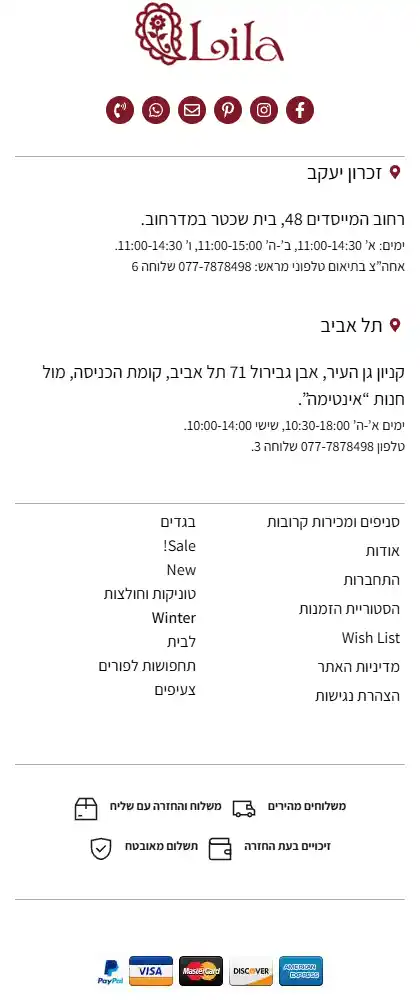 Lila
זכרון יעקב
רחוב המייסדים 48, בית שכטר במדרחוב.
ימים: א׳ 11:00-14:30, ב׳-ה׳ 11:00-15:00, ו׳ 11:00-14:30.
אחה״צ בתיאום טלפוני מראש: 077-7878498 שלוחה 6
תל אביב
קניון גן העיר, אבן גבירול 71 תל אביב, קומת הכניסה, מול
חנות “אינטימה”.
ימים א׳-ה׳ 10:30-18:00, שישי 10:00-14:00.
טלפון 077-7878498 שלוחה 3.
סניפים ומכירות קרובות
אודות
התחברות
הסטוריית הזמנות
Wish List
מדיניות האתר
הצהרת נגישות
בגדים
Sale!
New
טוניקות וחולצות
Winter
לבית
תחפושות לפורים
צעיפים
משלוחים מהירים
משלוח והחזרה עם שליח
זיכויים בעת החזרה
תשלום מאובטח
PayPal
VISA
MasterCard
DISCOVER
AMERICAN EXPRESS